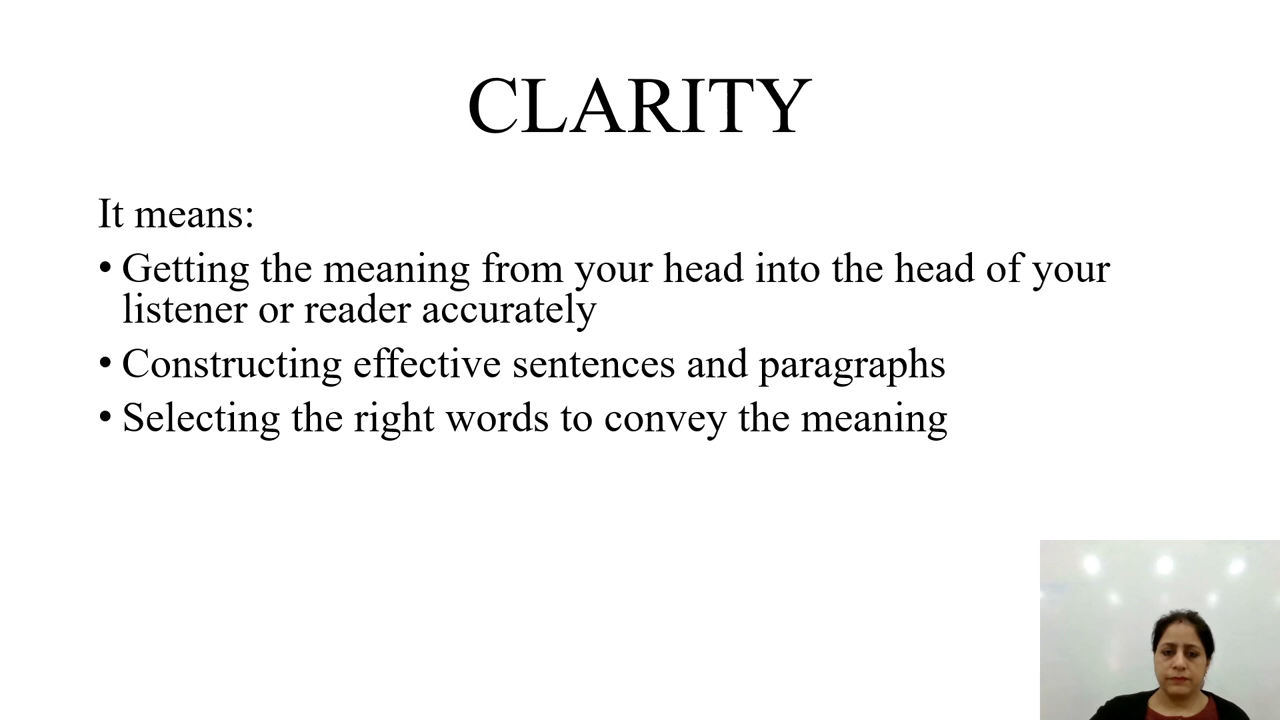 CLARITY
It means:
• Getting the meaning from your head into the head of your
listener or reader accurately
• Constructing effective sentences and paragraphs
• Selecting the right words to convey the meaning